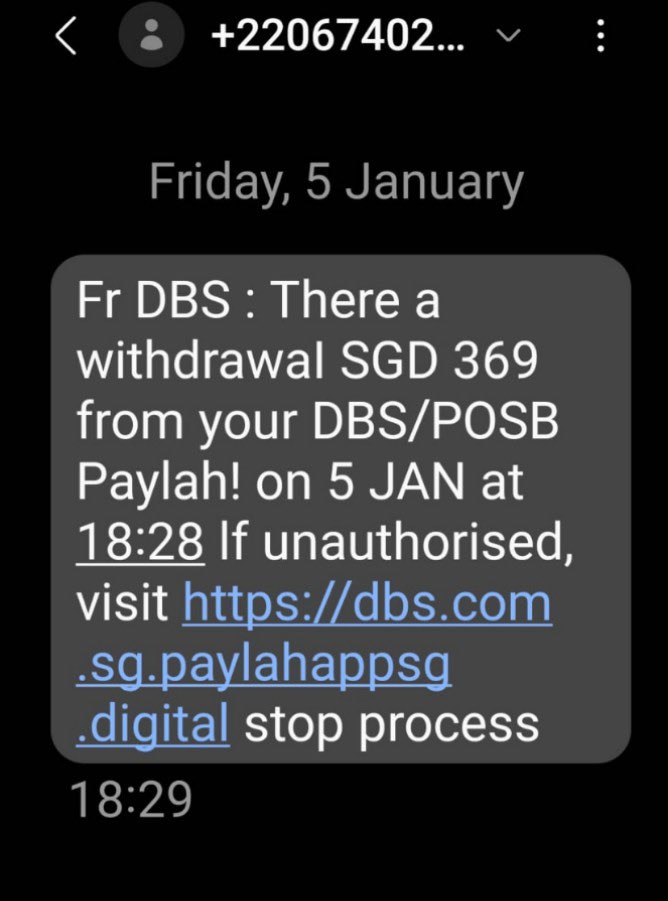 +22067402...
Friday, 5 January
Fr DBS : There a
withdrawal SGD 369
from your DBS/POSB
Paylah! on 5 JAN at
18:28 If unauthorised,
visit https://dbs.com
.sg.paylahappsg
.digital stop process
18:29